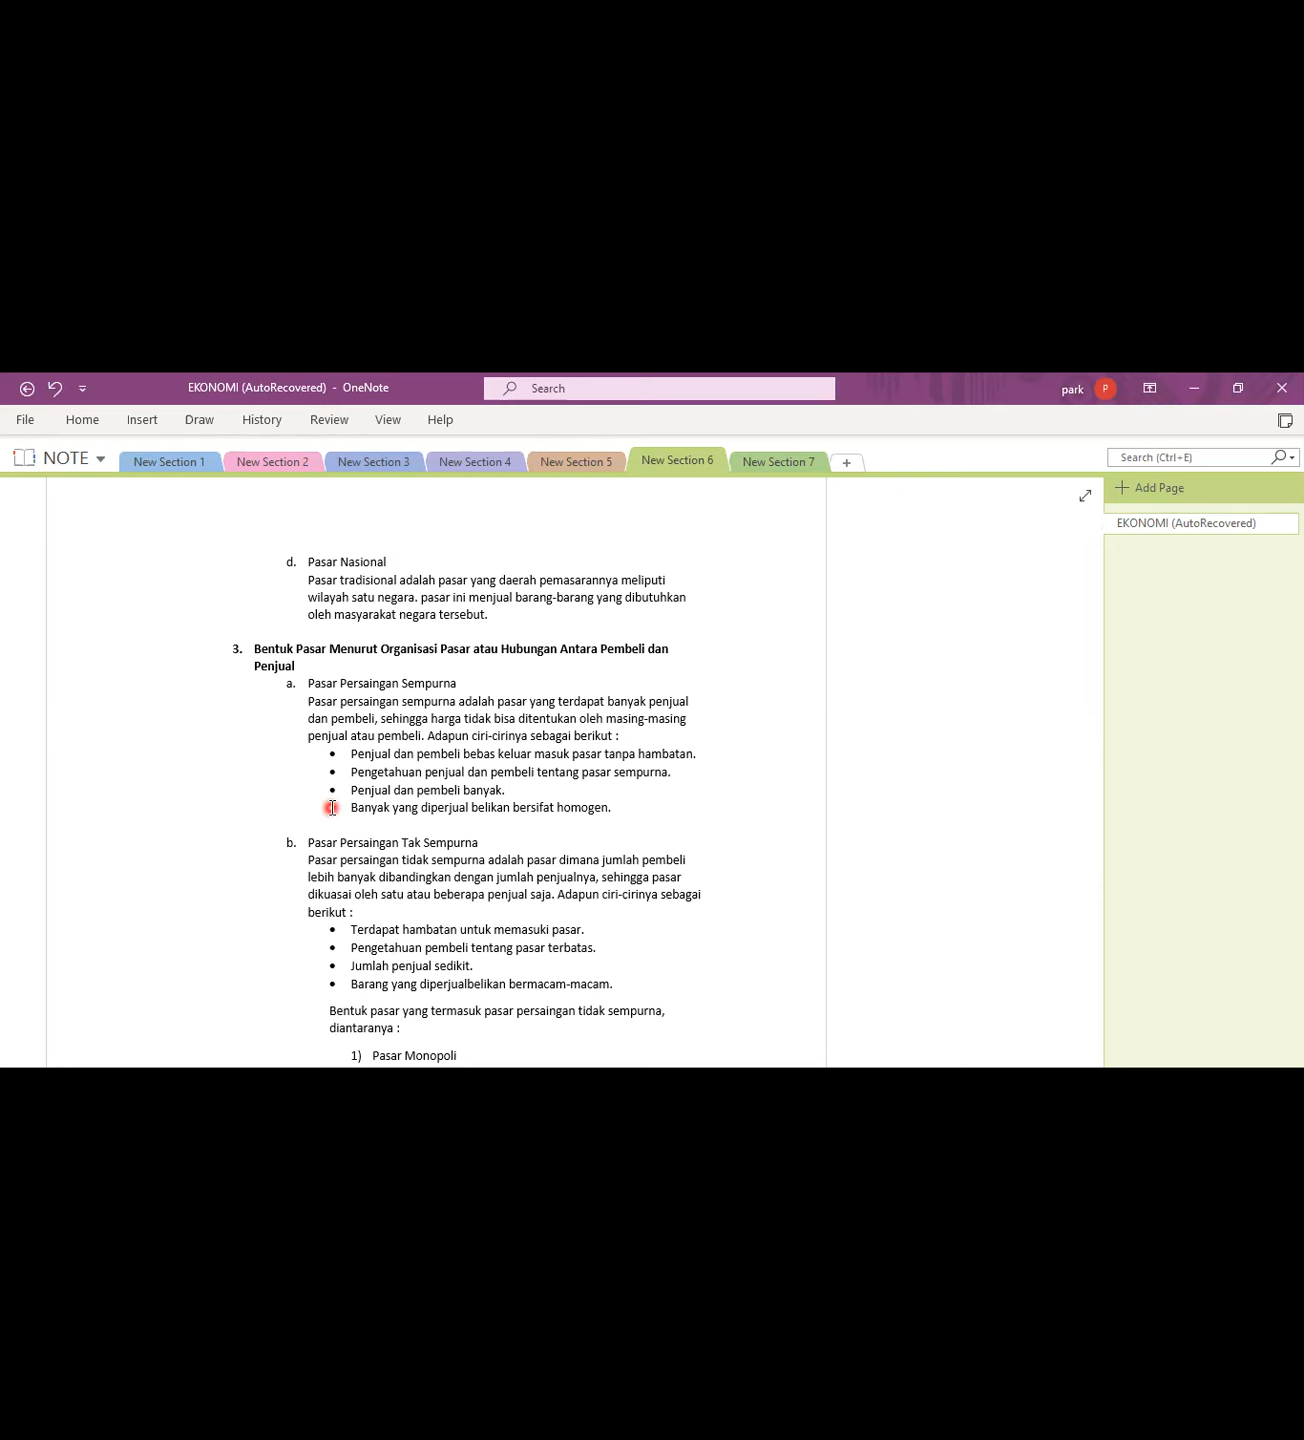 EKONOMI (AutoRecovered) - OneNote
Search
park
P
File Home Insert Draw History Review View Help
NOTE
New Section 1 New Section 2 New Section 3 New Section 4 New Section 5 New Section 6 New Section 7 +
Search (Ctrl+E)
Add Page
EKONOMI (AutoRecovered)
d. Pasar Nasional
Pasar tradisional adalah pasar yang daerah pemasarannya meliputi
wilayah satu negara. pasar ini menjual barang-barang yang dibutuhkan
oleh masyarakat negara tersebut.
3. Bentuk Pasar Menurut Organisasi Pasar atau Hubungan Antara Pembeli dan
Penjual
a. Pasar Persaingan Sempurna
Pasar persaingan sempurna adalah pasar yang terdapat banyak penjual
dan pembeli, sehingga harga tidak bisa ditentukan oleh masing-masing
penjual atau pembeli. Adapun ciri-cirinya sebagai berikut :
• Penjual dan pembeli bebas keluar masuk pasar tanpa hambatan.
• Pengetahuan penjual dan pembeli tentang pasar sempurna.
• Penjual dan pembeli banyak.
Banyak yang diperjual belikan bersifat homogen.
b. Pasar Persaingan Tak Sempurna
Pasar persaingan tidak sempurna adalah pasar dimana jumlah pembeli
lebih banyak dibandingkan dengan jumlah penjualnya, sehingga pasar
dikuasai oleh satu atau beberapa penjual saja. Adapun ciri-cirinya sebagai
berikut :
• Terdapat hambatan untuk memasuki pasar.
• Pengetahuan pembeli tentang pasar terbatas.
• Jumlah penjual sedikit.
• Barang yang diperjualbelikan bermacam-macam.
Bentuk pasar yang termasuk pasar persaingan tidak sempurna,
diantaranya :
1) Pasar Monopoli